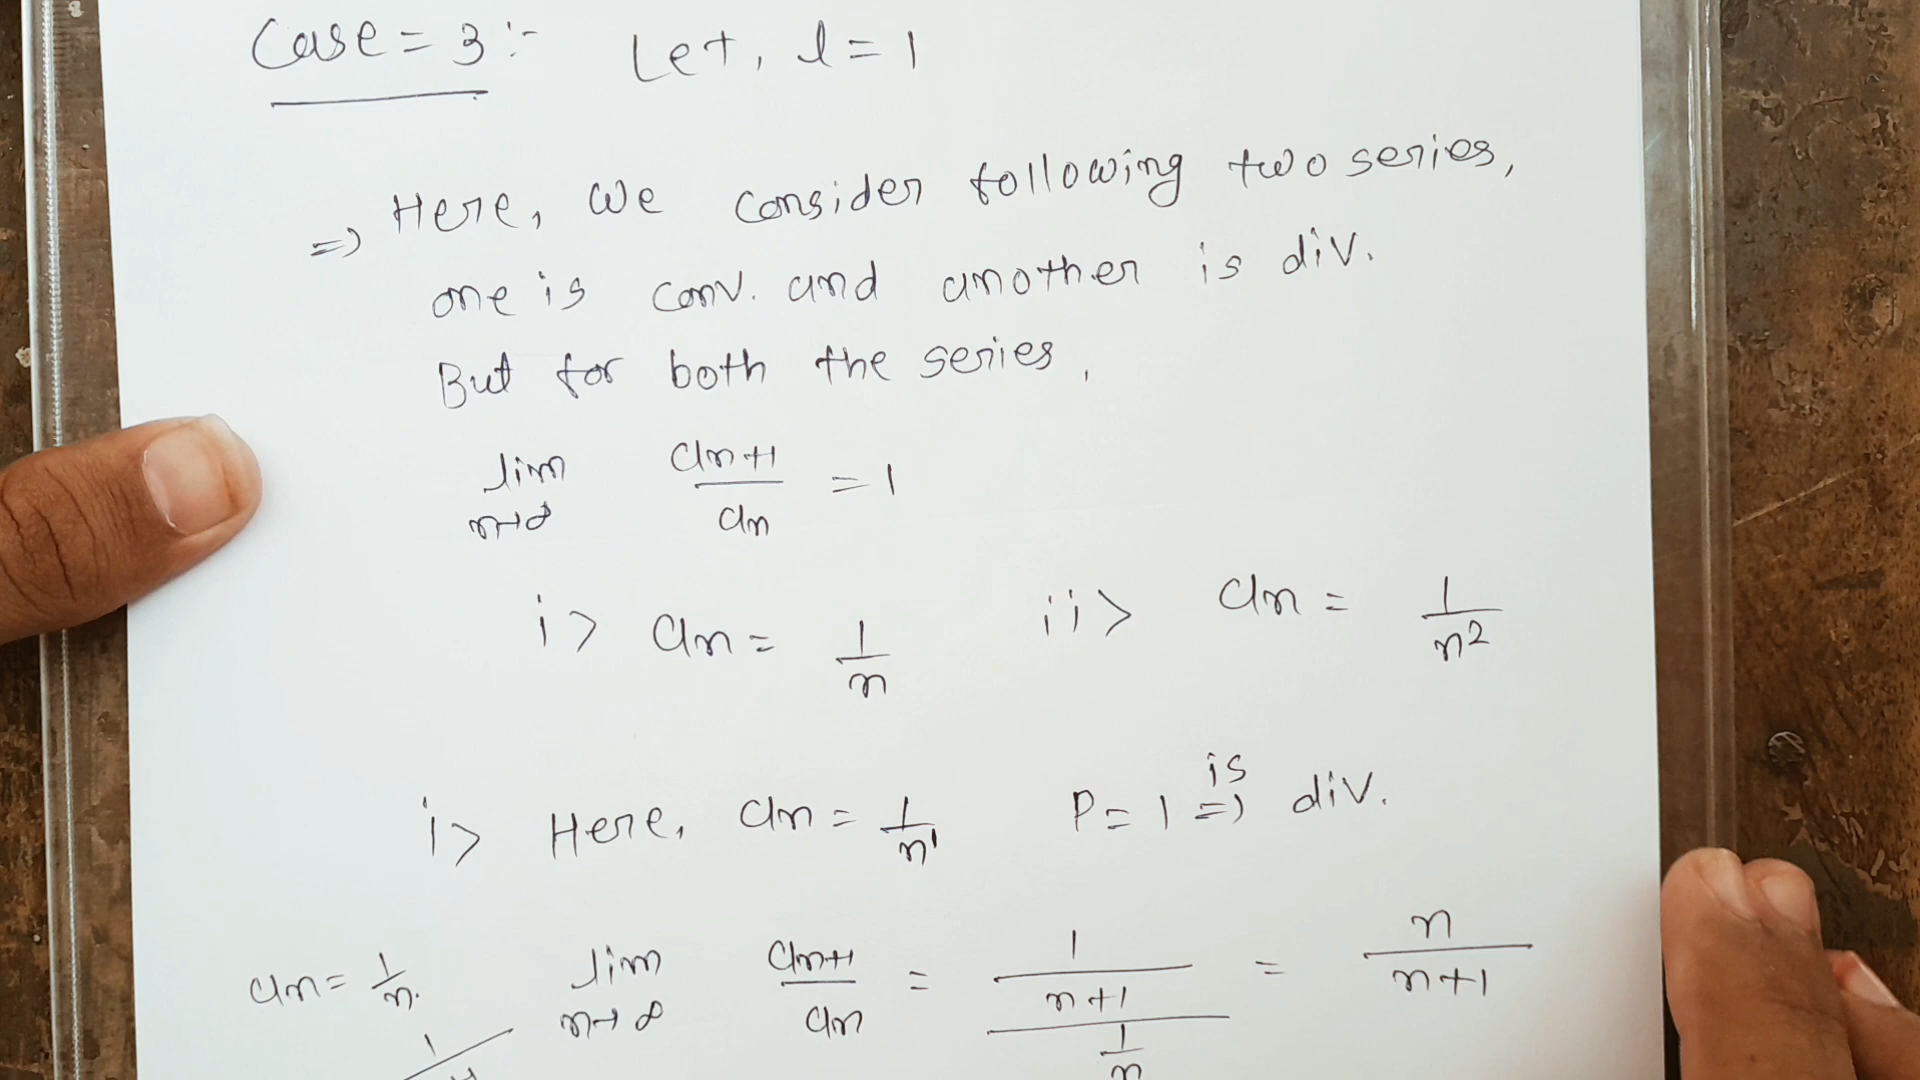 Case = 3 :- Let, l = 1
=> Here, we consider following two series,
one is conv. and another is div.
But for both the series,
lim n→∞ an+1 / an = 1
i> an = 1/n ii> an = 1/n²
i> Here, an = 1/n¹ P = 1 => is div.
an = 1/n. lim n→∞ an+1 / an = 1/(n+1) / 1/n = n / n+1